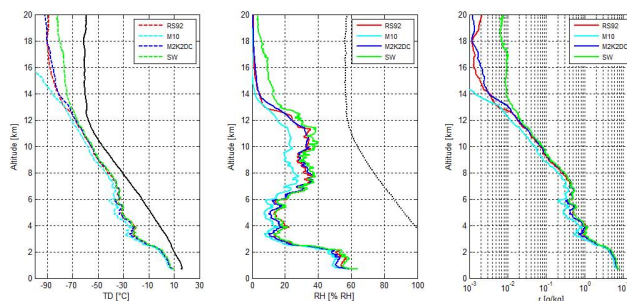 20
18
16
14
12
10
8
6
4
2
0
Altitude [km]
-90 -70 -50 -30 -10 10 30
TD [°C]
RS92
M10
M2K2DC
SW
20
18
16
14
12
10
8
6
4
2
0
Altitude [km]
0 20 40 60 80 100
RH [% RH]
RS92
M10
M2K2DC
SW
20
18
16
14
12
10
8
6
4
2
0
Altitude [km]
10⁻³ 10⁻² 10⁻¹ 10⁰ 10
r [g/kg]
RS92
M10
M2K2DC
SW